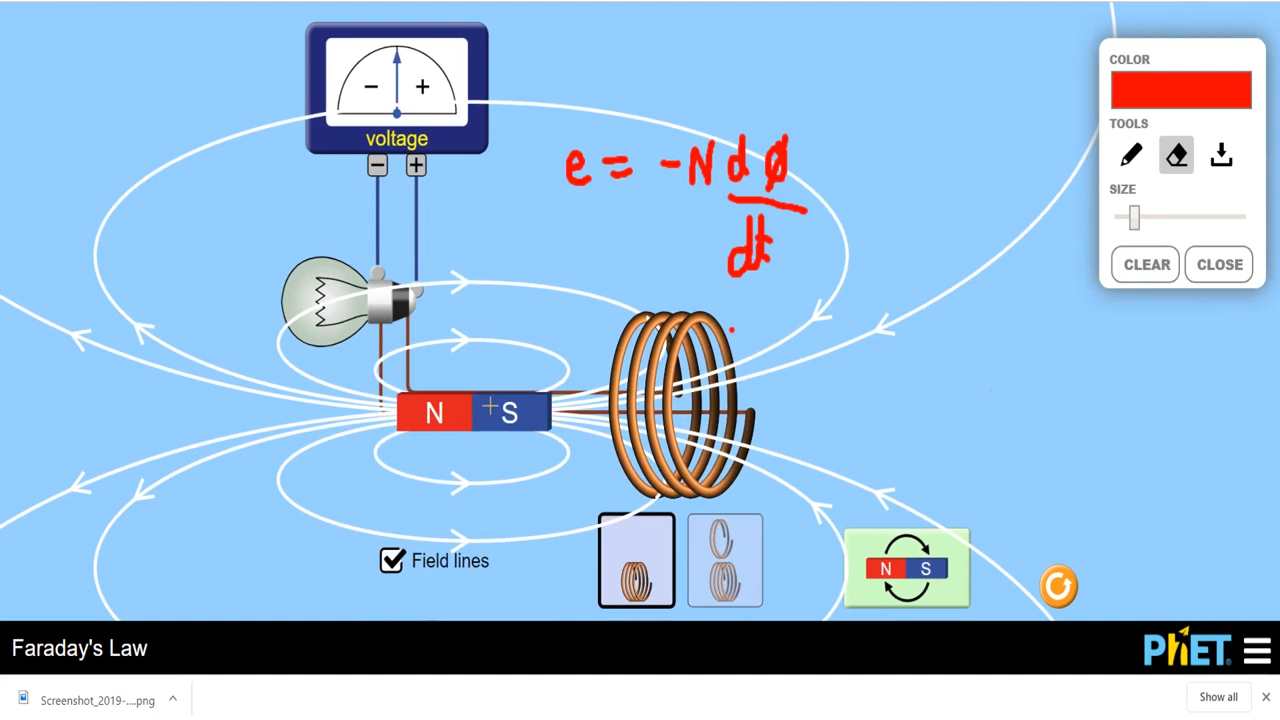 COLOR
TOOLS
SIZE
CLEAR CLOSE
− +
voltage
− +
e = -N dφ
dt
N S
Field lines
N S
Faraday's Law
PhET
Screenshot_2019-....png
Show all